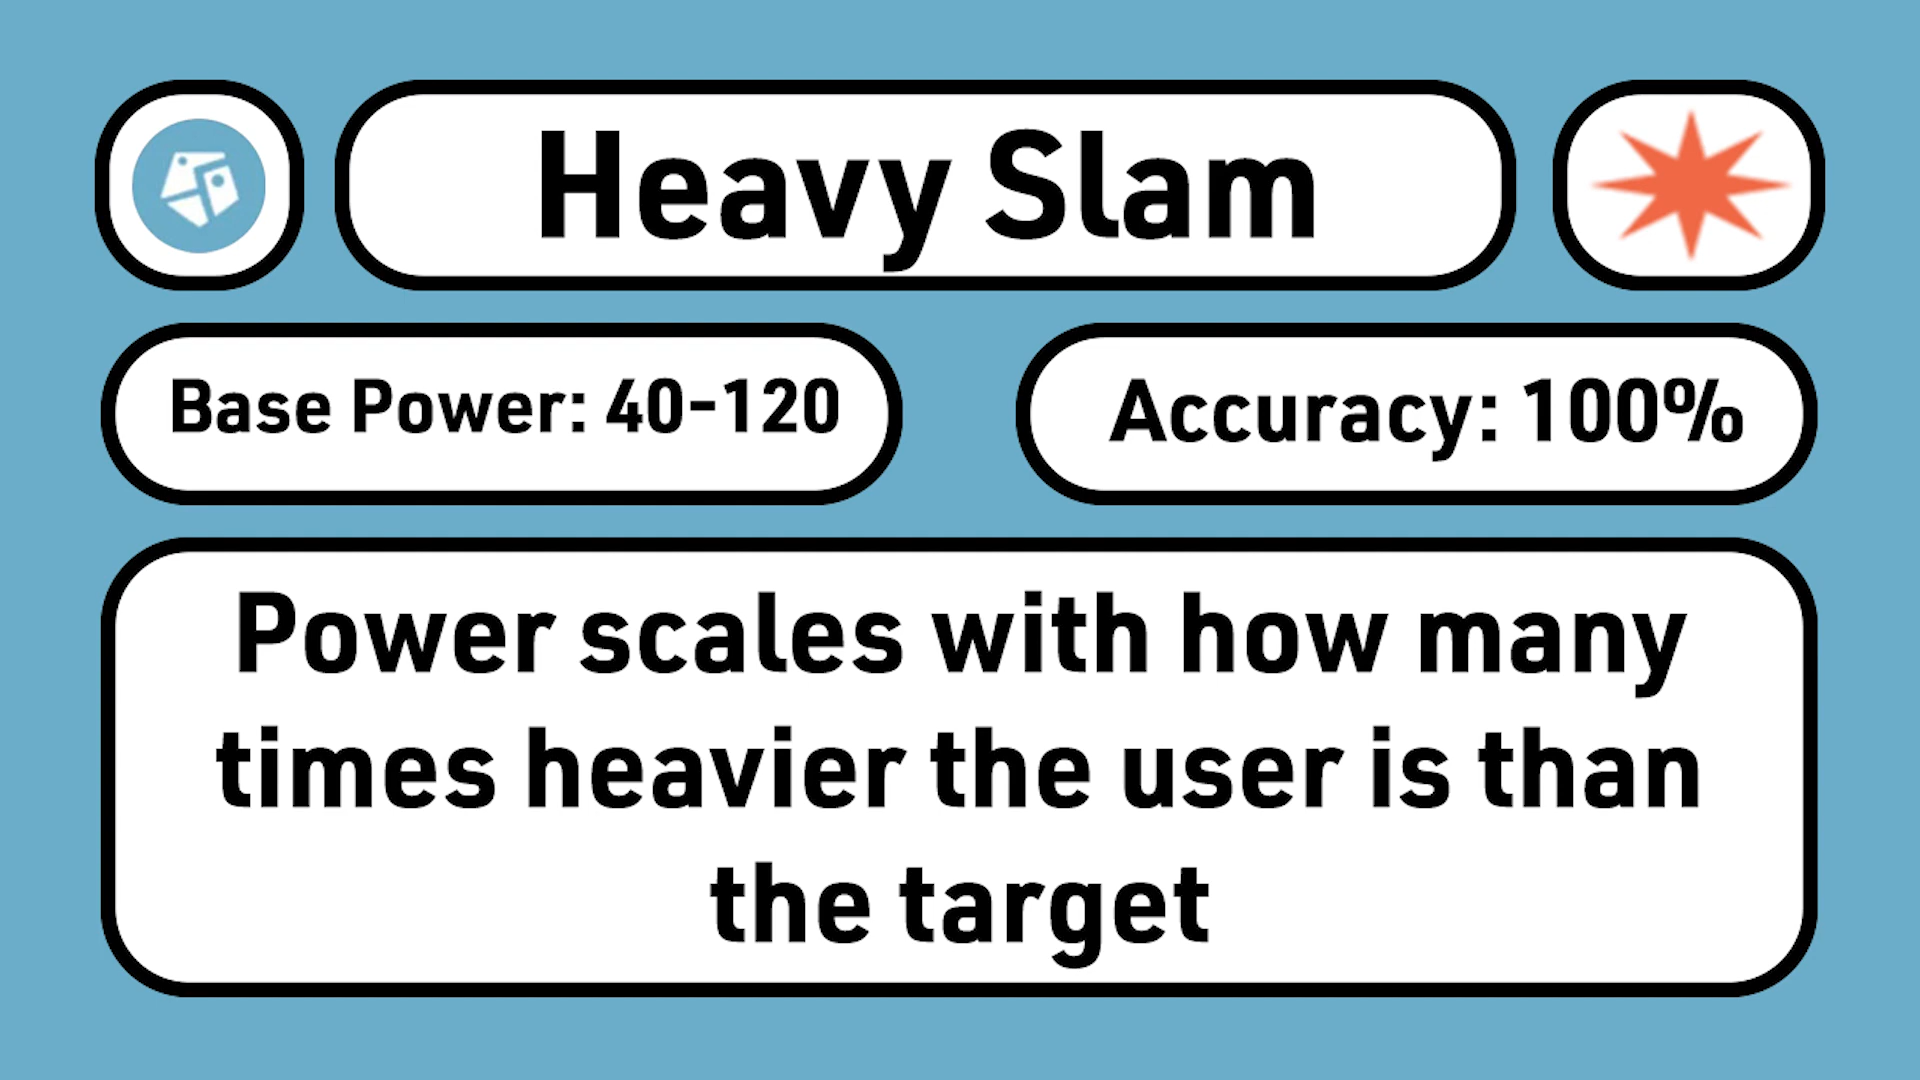 Heavy Slam
Base Power: 40-120
Accuracy: 100%
Power scales with how many
times heavier the user is than
the target